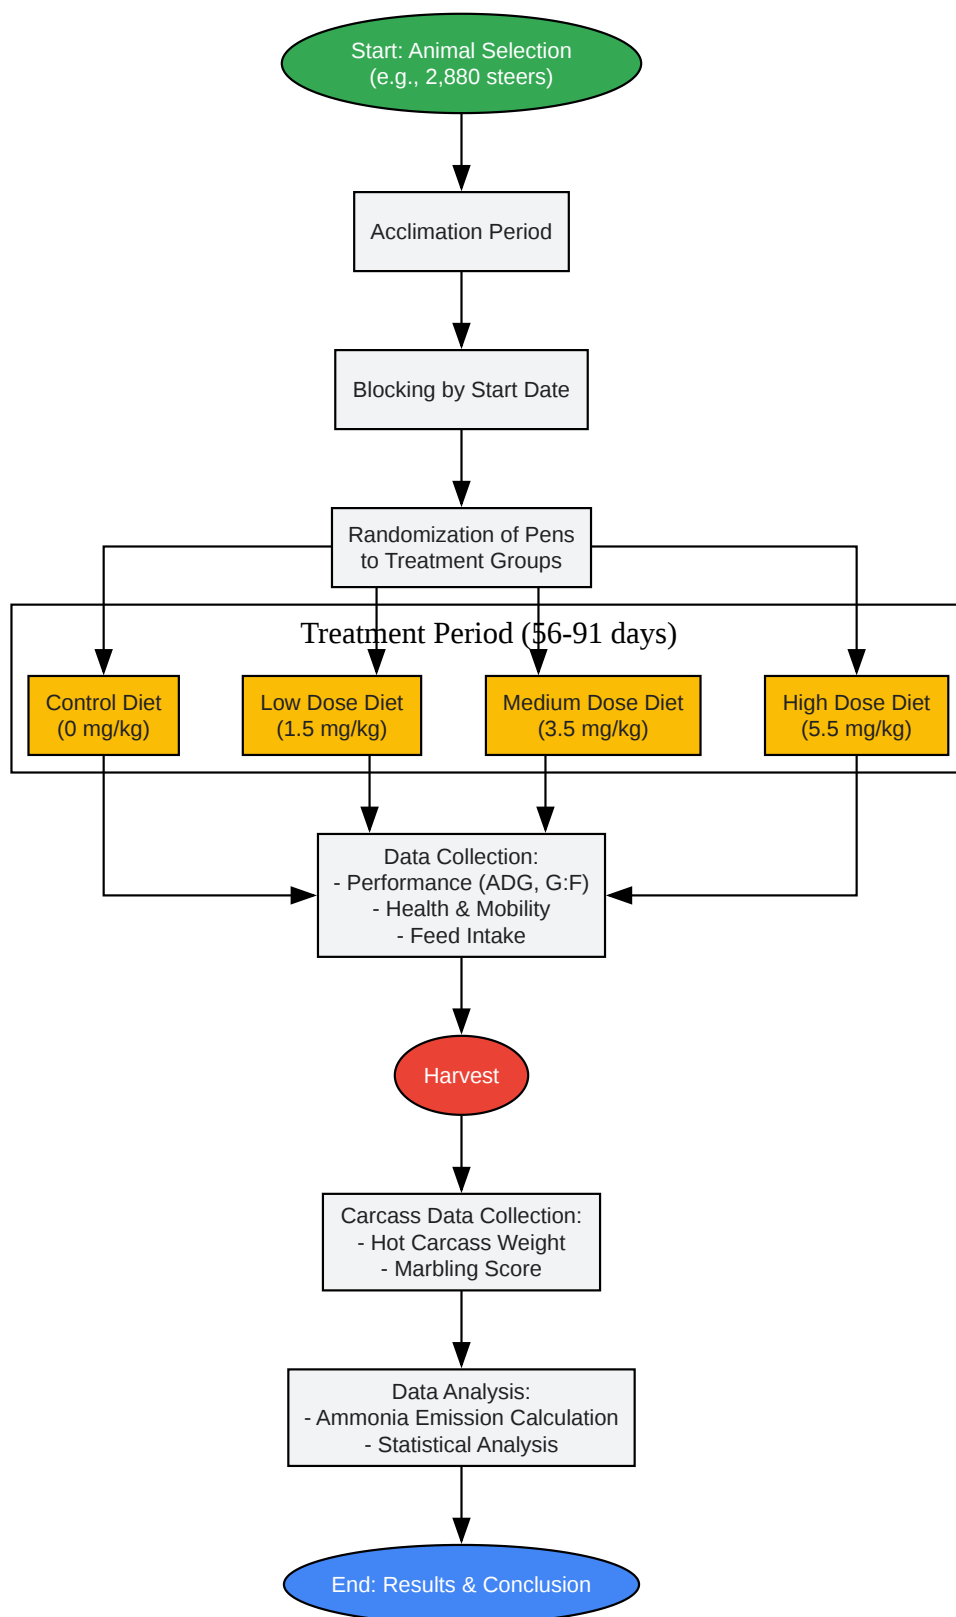 Start: Animal Selection
(e.g., 2,880 steers)
Acclimation Period
Blocking by Start Date
Randomization of Pens
to Treatment Groups
Treatment Period (56-91 days)
Control Diet
(0 mg/kg)
Low Dose Diet
(1.5 mg/kg)
Medium Dose Diet
(3.5 mg/kg)
High Dose Diet
(5.5 mg/kg)
Data Collection:
- Performance (ADG, G:F)
- Health & Mobility
- Feed Intake
Harvest
Carcass Data Collection:
- Hot Carcass Weight
- Marbling Score
Data Analysis:
- Ammonia Emission Calculation
- Statistical Analysis
End: Results & Conclusion